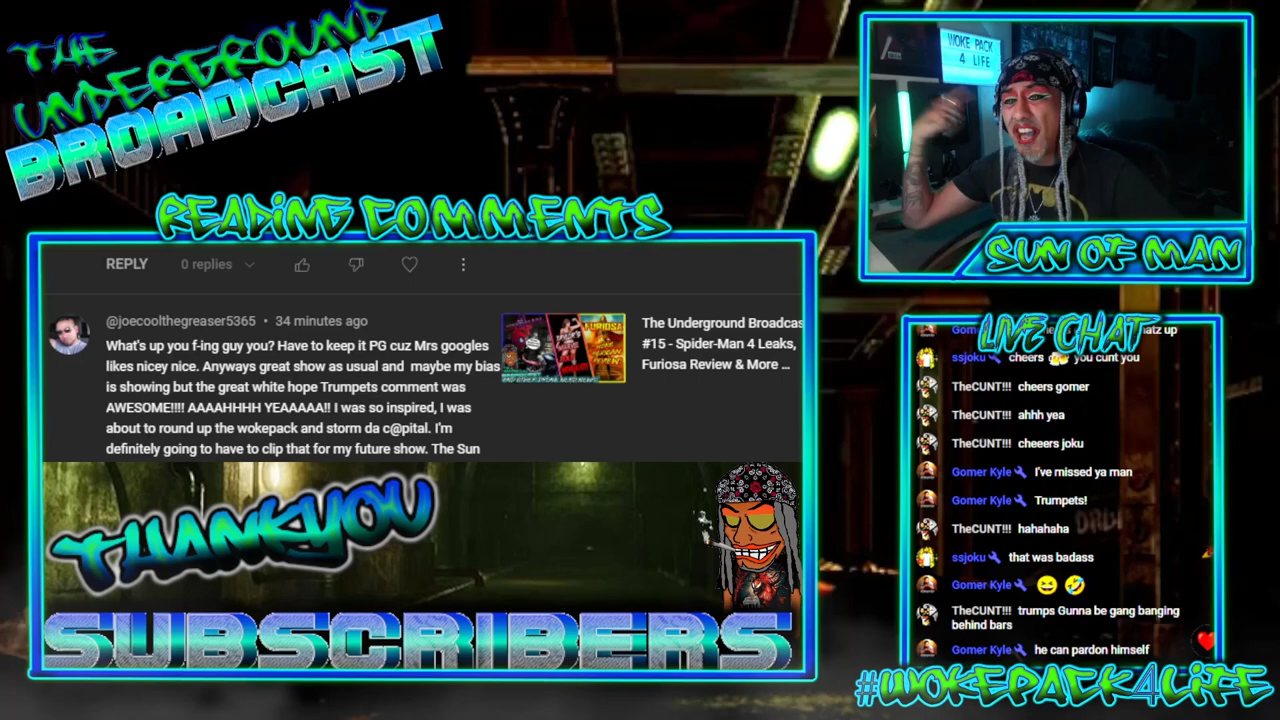 THE
UNDERGROUND
BROADCAST
WOKE PACK
4 LIFE
READING COMMENTS
SUN OF MAN
REPLY 0 replies
@joecoolthegreaser5365 • 34 minutes ago
What's up you f-ing guy you? Have to keep it PG cuz Mrs googles
likes nicey nice. Anyways great show as usual and maybe my bias
is showing but the great white hope Trumpets comment was
AWESOME!!!! AAAAHHHH YEAAAAA!! I was so inspired, I was
about to round up the wokepack and storm da c@pital. I'm
definitely going to have to clip that for my future show. The Sun
FURIOSA
The Underground Broadcas
#15 - Spider-Man 4 Leaks,
Furiosa Review & More ...
THANKYOU
SUBSCRIBERS
LIVE CHAT
ssjoku cheers you cunt you
TheCUNT!!! cheers gomer
TheCUNT!!! ahhh yea
TheCUNT!!! cheeers joku
Gomer Kyle I've missed ya man
Gomer Kyle Trumpets!
TheCUNT!!! hahahaha
ssjoku that was badass
Gomer Kyle 😆 🤣
TheCUNT!!! trumps Gunna be gang banging
behind bars
Gomer Kyle he can pardon himself
#WOKEPACK4LIFE